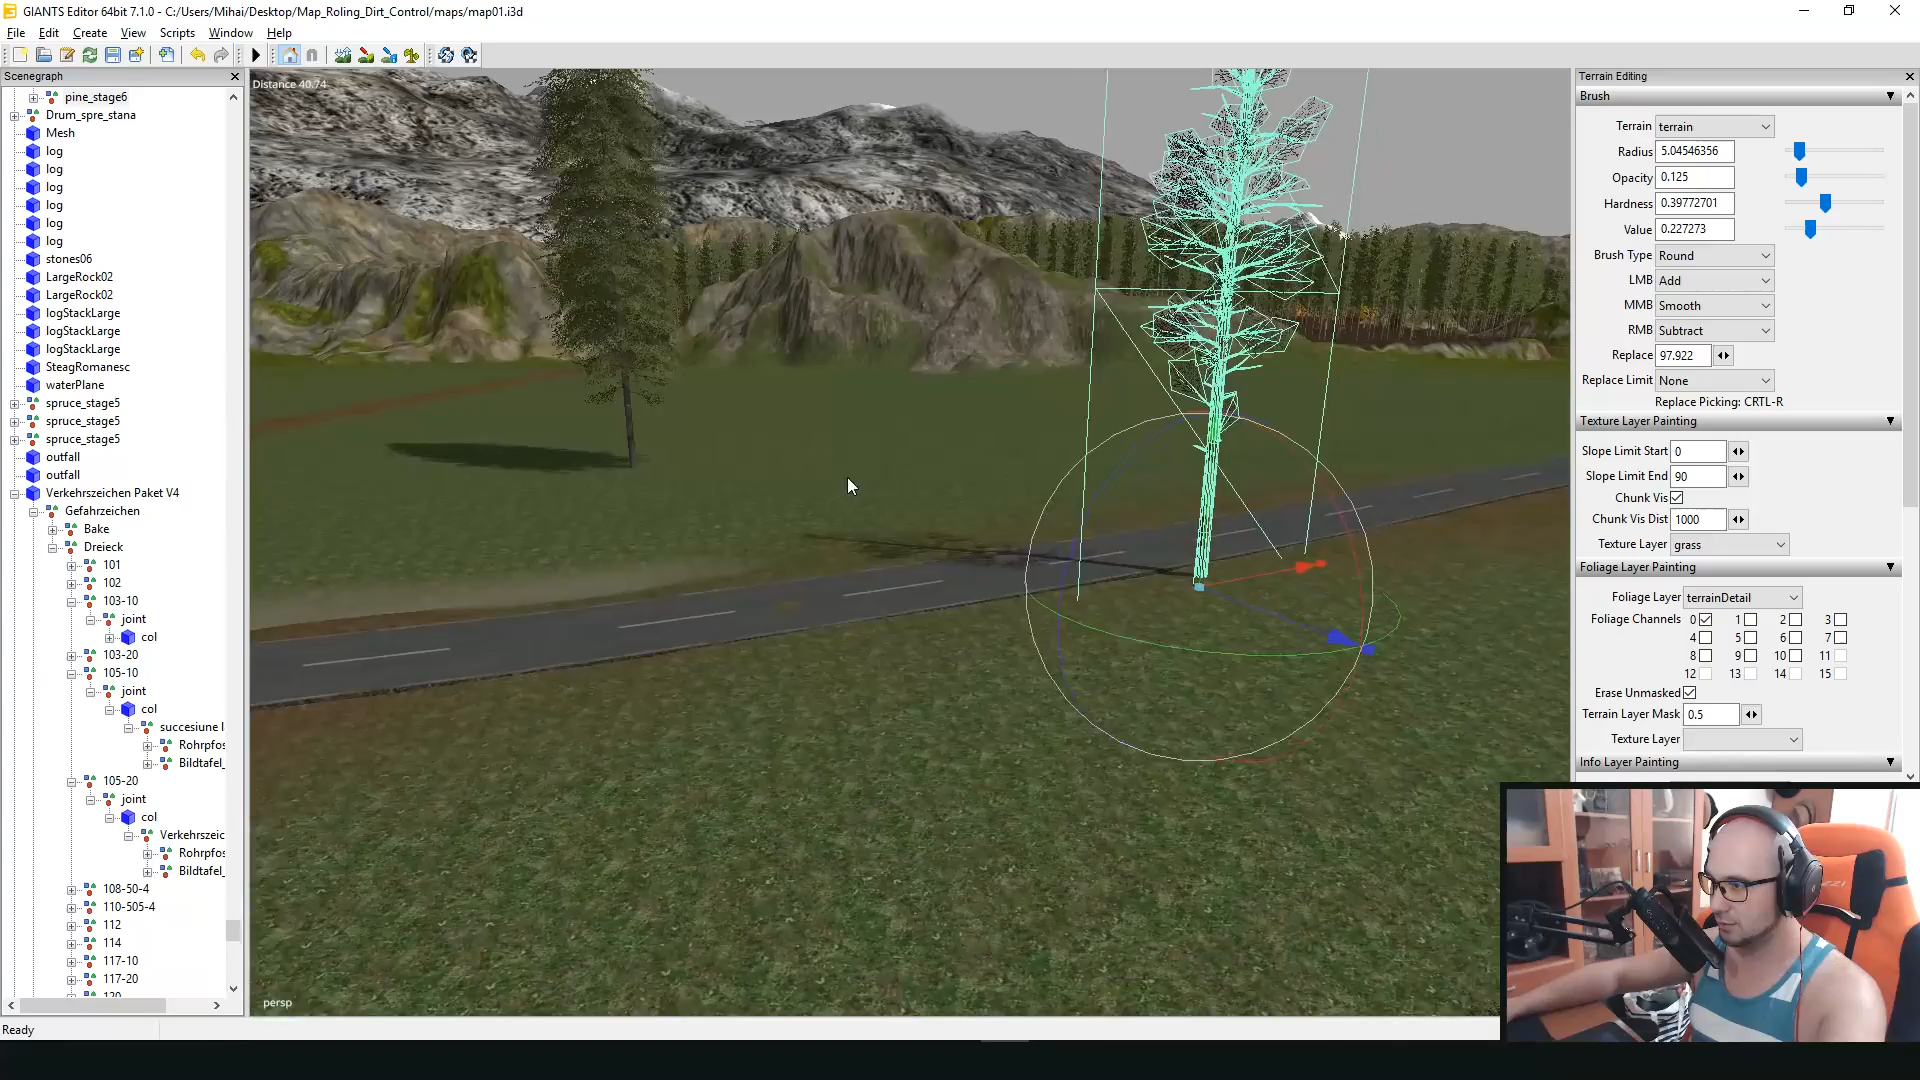 GIANTS Editor 64bit 7.1.0 - C:/Users/Mihai/Desktop/Map_Roling_Dirt_Control/maps/map01.i3d
File Edit Create View Scripts Window Help
Scenegraph
pine_stage6
Drum_spre_stana
Mesh
log
log
log
log
log
log
stones06
LargeRock02
LargeRock02
logStackLarge
logStackLarge
logStackLarge
SteagRomanesc
waterPlane
spruce_stage5
spruce_stage5
spruce_stage5
outfall
outfall
Verkehrszeichen Paket V4
Gefahrzeichen
Bake
Dreieck
101
102
103-10
joint
col
103-20
105-10
joint
col
succesiune l
Rohrpfos
Bildtafel_
105-20
joint
col
Verkehrszeic
Rohrpfos
Bildtafel_
108-50-4
110-505-4
112
114
117-10
117-20
120
Ready
Distance 40.74
persp
Terrain Editing
Brush
Terrain terrain
Radius 5.04546356
Opacity 0.125
Hardness 0.39772701
Value 0.227273
Brush Type Round
LMB Add
MMB Smooth
RMB Subtract
Replace 97.922
Replace Limit None
Replace Picking: CRTL-R
Texture Layer Painting
Slope Limit Start 0
Slope Limit End 90
Chunk Vis
Chunk Vis Dist 1000
Texture Layer grass
Foliage Layer Painting
Foliage Layer terrainDetail
Foliage Channels 0 1 2 3
4 5 6 7
8 9 10 11
12 13 14 15
Erase Unmasked
Terrain Layer Mask 0.5
Texture Layer
Info Layer Painting